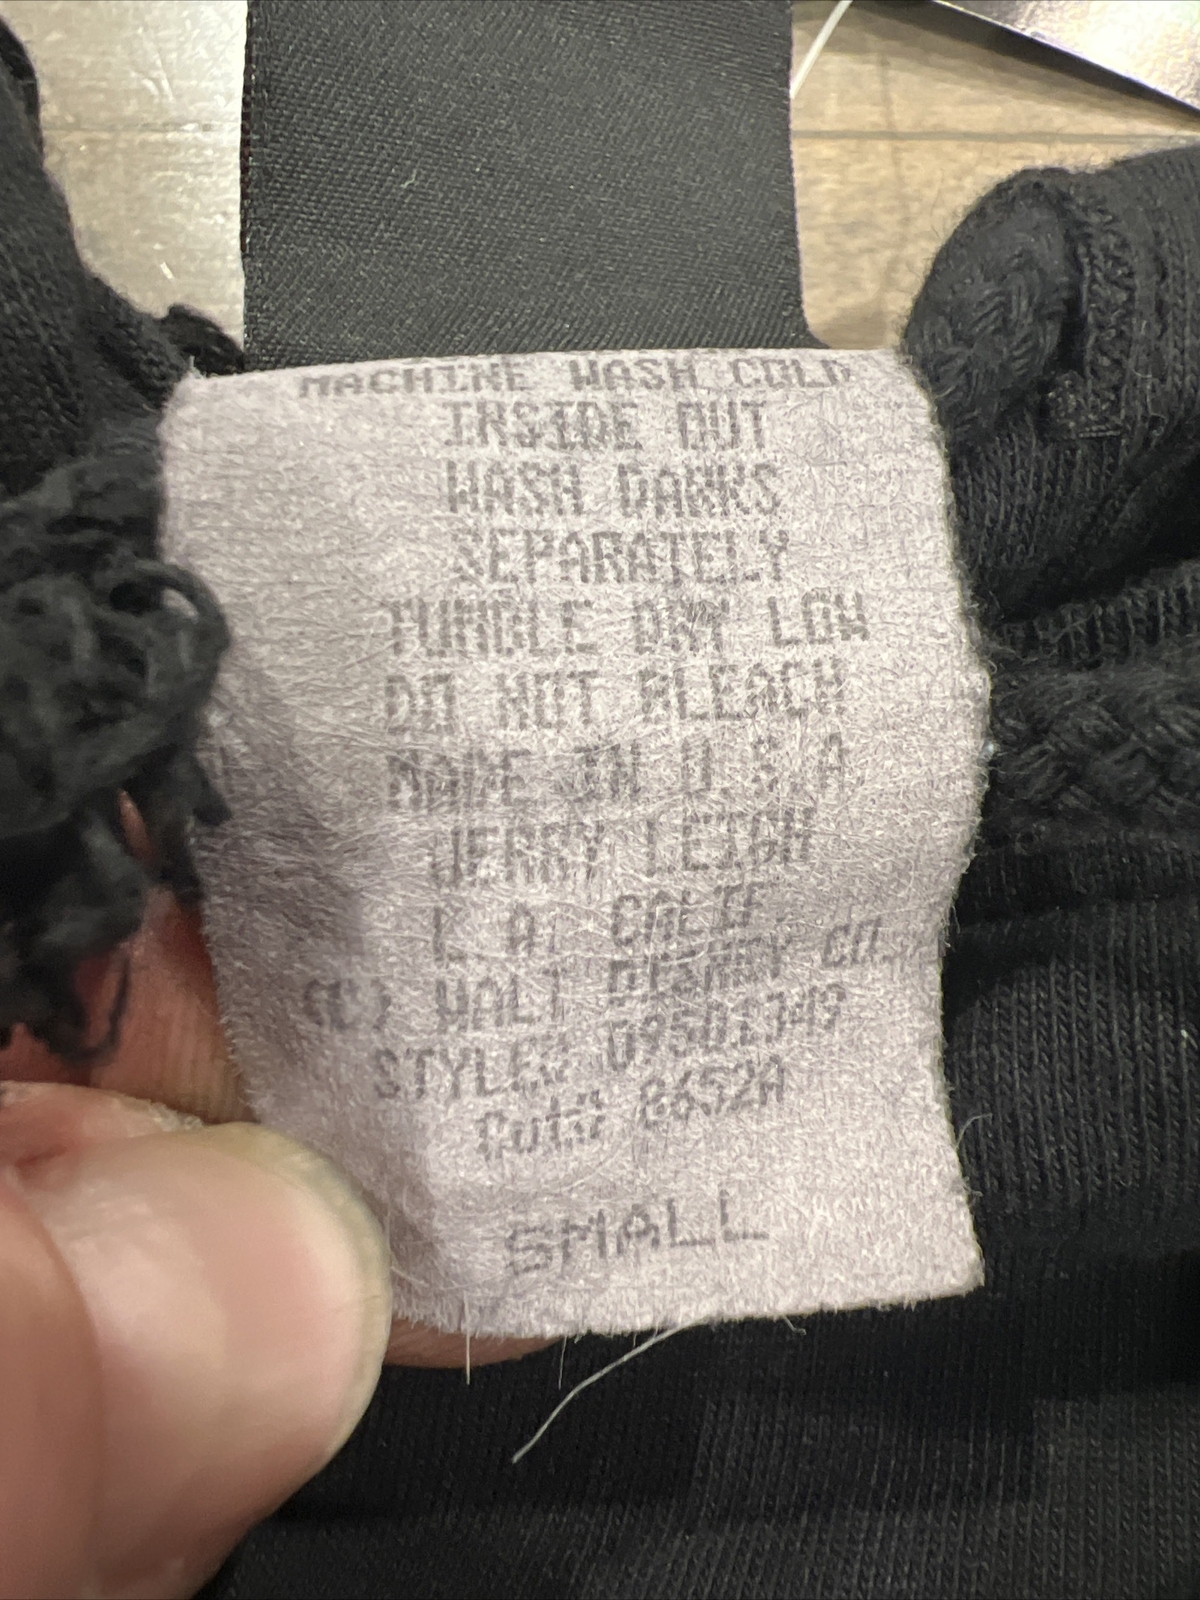 MACHINE WASH COLD
INSIDE OUT
WASH DARKS
SEPARATELY
TUMBLE DRY LOW
DO NOT BLEACH
MADE IN U.S.A
JERRY LEIGH
L.A. CALIF.
(C) WALT DISNEY CO.
STYLE#
Cut# 8652A
SMALL